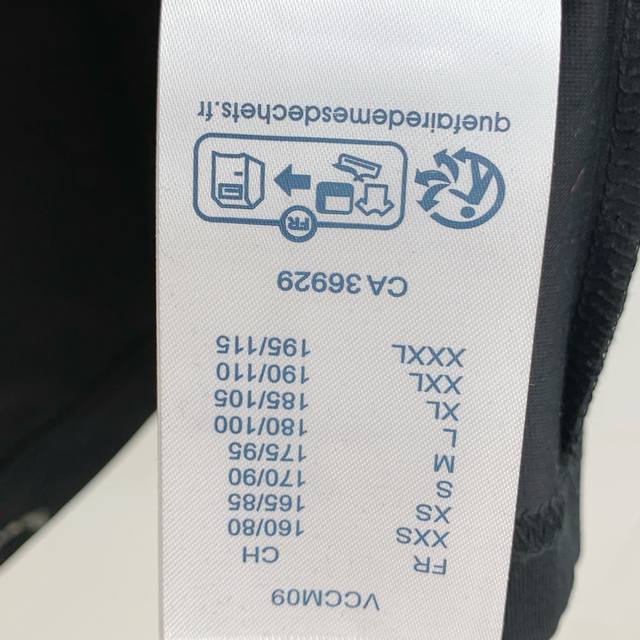 VCCM09
FR CH
XXS 160/80
XS 165/85
S 170/90
M 175/95
L 180/100
XL 185/105
XXL 190/110
XXXL 195/115
CA 36929
FR
quefairedemesdechets.fr